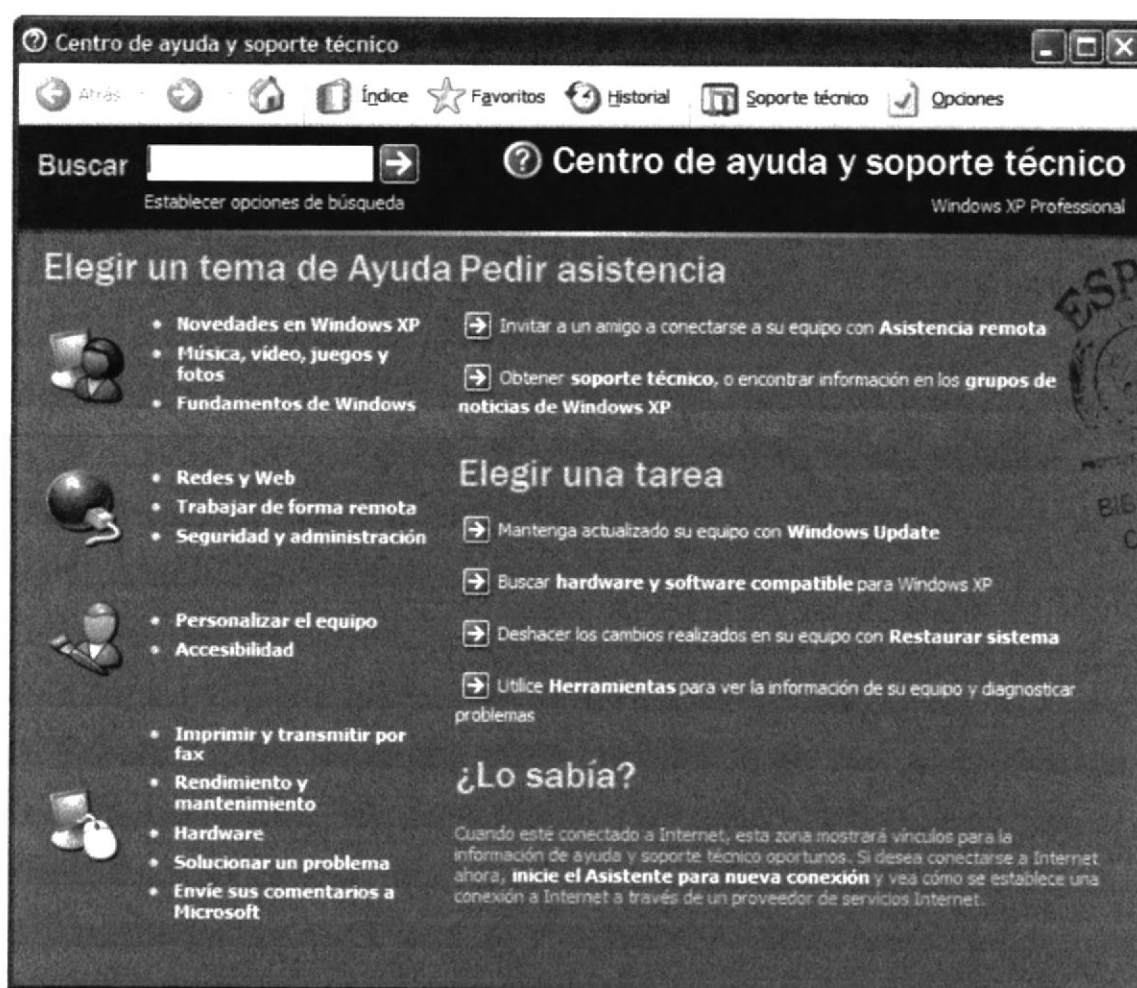 Centro de ayuda y soporte técnico
Atrás Índice Favoritos Historial Soporte técnico Opciones
Buscar
Establecer opciones de búsqueda
Centro de ayuda y soporte técnico
Windows XP Professional
Elegir un tema de Ayuda
• Novedades en Windows XP
• Música, vídeo, juegos y
fotos
• Fundamentos de Windows
• Redes y Web
• Trabajar de forma remota
• Seguridad y administración
• Personalizar el equipo
• Accesibilidad
• Imprimir y transmitir por
fax
• Rendimiento y
mantenimiento
• Hardware
• Solucionar un problema
• Envíe sus comentarios a
Microsoft
Pedir asistencia
Invitar a un amigo a conectarse a su equipo con Asistencia remota
Obtener soporte técnico, o encontrar información en los grupos de
noticias de Windows XP
Elegir una tarea
Mantenga actualizado su equipo con Windows Update
Buscar hardware y software compatible para Windows XP
Deshacer los cambios realizados en su equipo con Restaurar sistema
Utilice Herramientas para ver la información de su equipo y diagnosticar
problemas
¿Lo sabía?
Cuando esté conectado a Internet, esta zona mostrará vínculos para la
información de ayuda y soporte técnico oportunos. Si desea conectarse a Internet
ahora, inicie el Asistente para nueva conexión y vea cómo se establece una
conexión a Internet a través de un proveedor de servicios Internet.